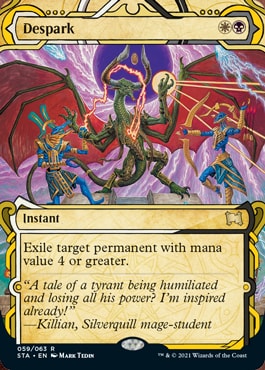 Despark
Instant
Exile target permanent with mana
value 4 or greater.
“A tale of a tyrant being humiliated
and losing all his power? I’m inspired
already!”
—Killian, Silverquill mage-student
059/063 R
STA • EN MARK TEDIN
™ & © 2021 Wizards of the Coast